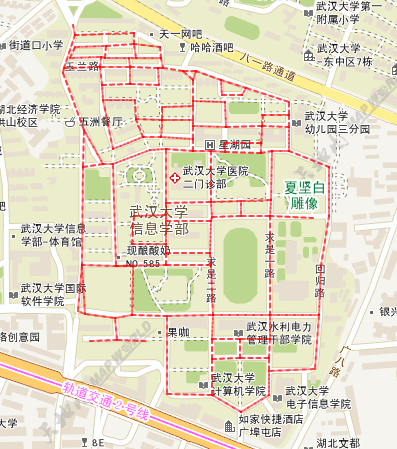 武汉大学第一
附属小学
天一网吧
哈哈酒吧
街道口小学
武汉大学
—东中区7栋
八一路通道
玉兰路
湖北经济学院
洪山校区
五洲餐厅
武汉大学
幼儿园三分园
星湖园
武汉大学医院
二门诊部
夏坚白
雕像
武汉大学
信息学部
武汉大学信息
学部-体育馆
现酿酸奶
NO.585
求是二路
求是一路
回归路
武汉大学国际
软件学院
银兴
果咖
武汉水利电力
管理干部学院
洛创意园
广八路
武汉大学
计算机学院
武汉大学
电子信息学院
轨道交通2号线
如家快捷酒店
广埠屯店
8E
湖北文都